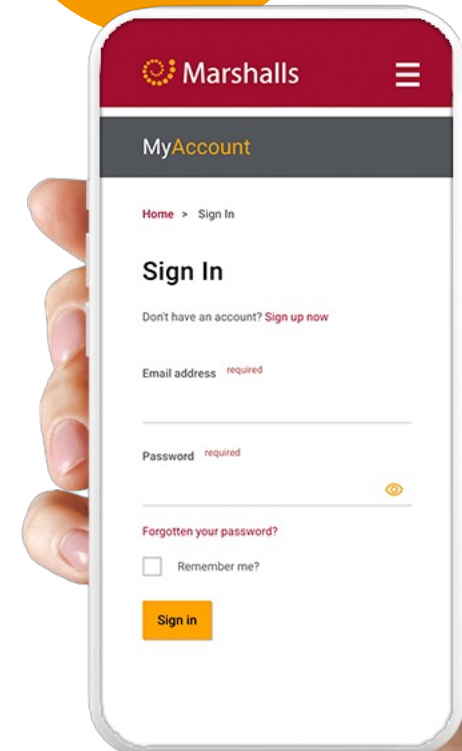 Marshalls
MyAccount
Home > Sign In
Sign In
Don't have an account? Sign up now
Email address required
Password required
Forgotten your password?
Remember me?
Sign in